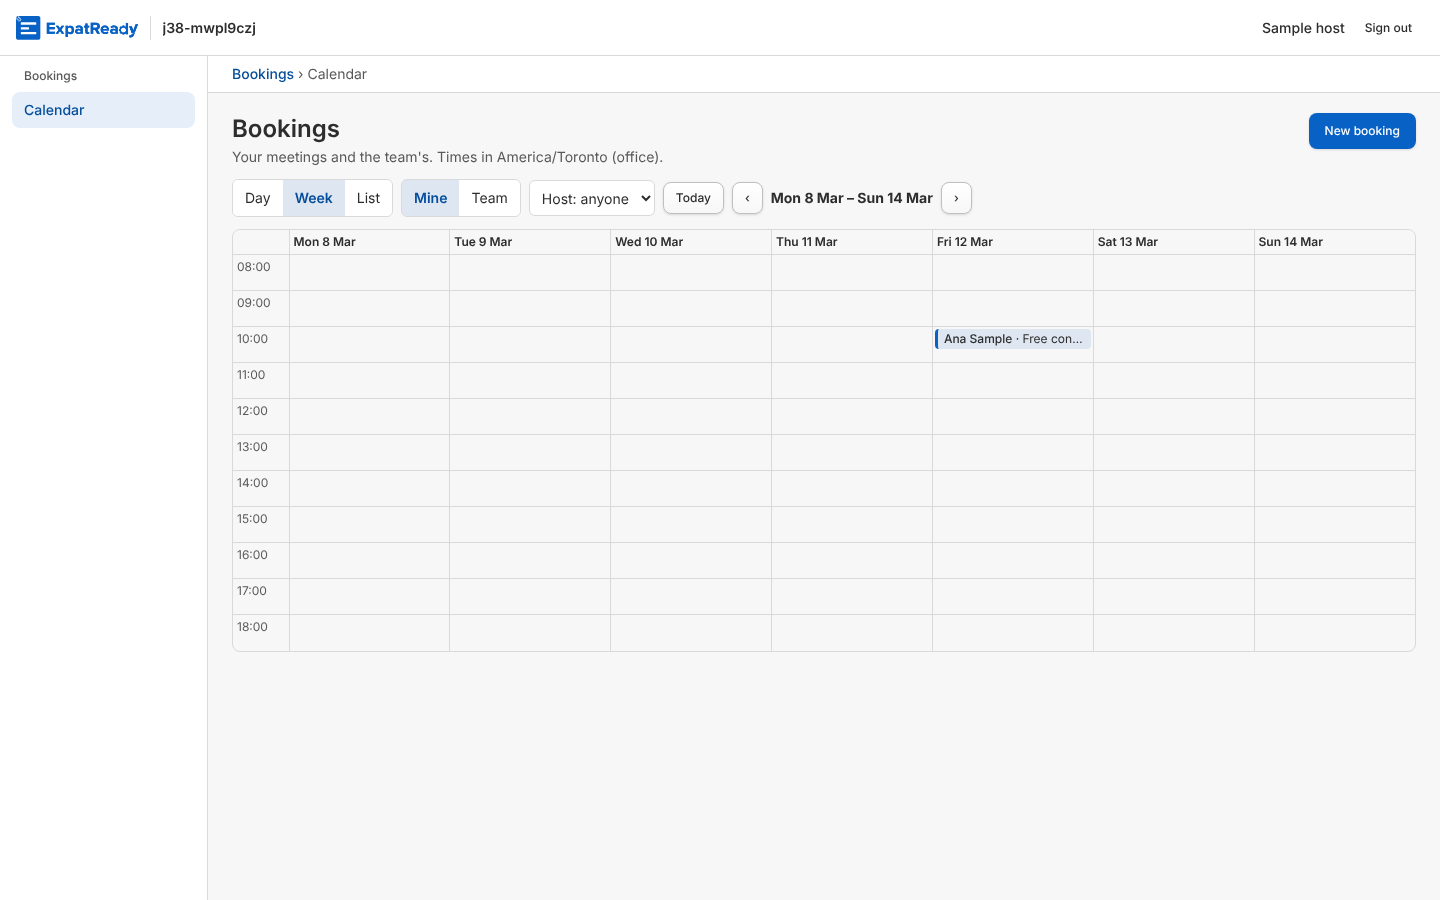 ExpatReady j38-mwpl9czj Sample host Sign out
Bookings
Calendar
Bookings › Calendar
Bookings
New booking
Your meetings and the team's. Times in America/Toronto (office).
Day Week List Mine Team Host: anyone Today ‹ Mon 8 Mar – Sun 14 Mar ›
Mon 8 Mar Tue 9 Mar Wed 10 Mar Thu 11 Mar Fri 12 Mar Sat 13 Mar Sun 14 Mar
08:00
09:00
10:00 Ana Sample · Free con...
11:00
12:00
13:00
14:00
15:00
16:00
17:00
18:00